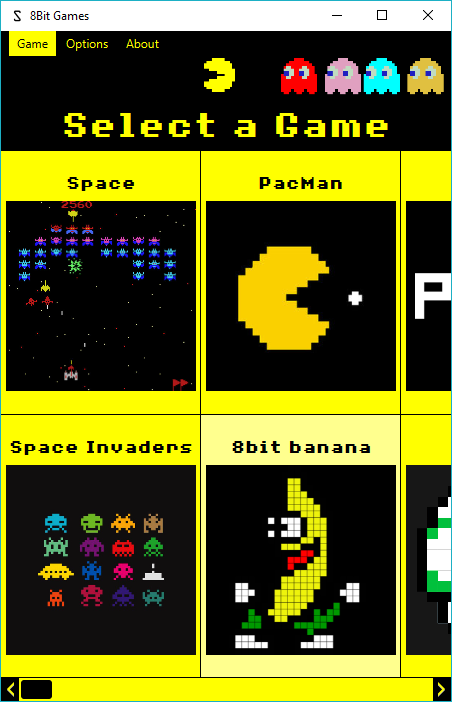 8Bit Games
Game Options About
Select a Game
Space PacMan
2560
P
Space Invaders 8bit banana